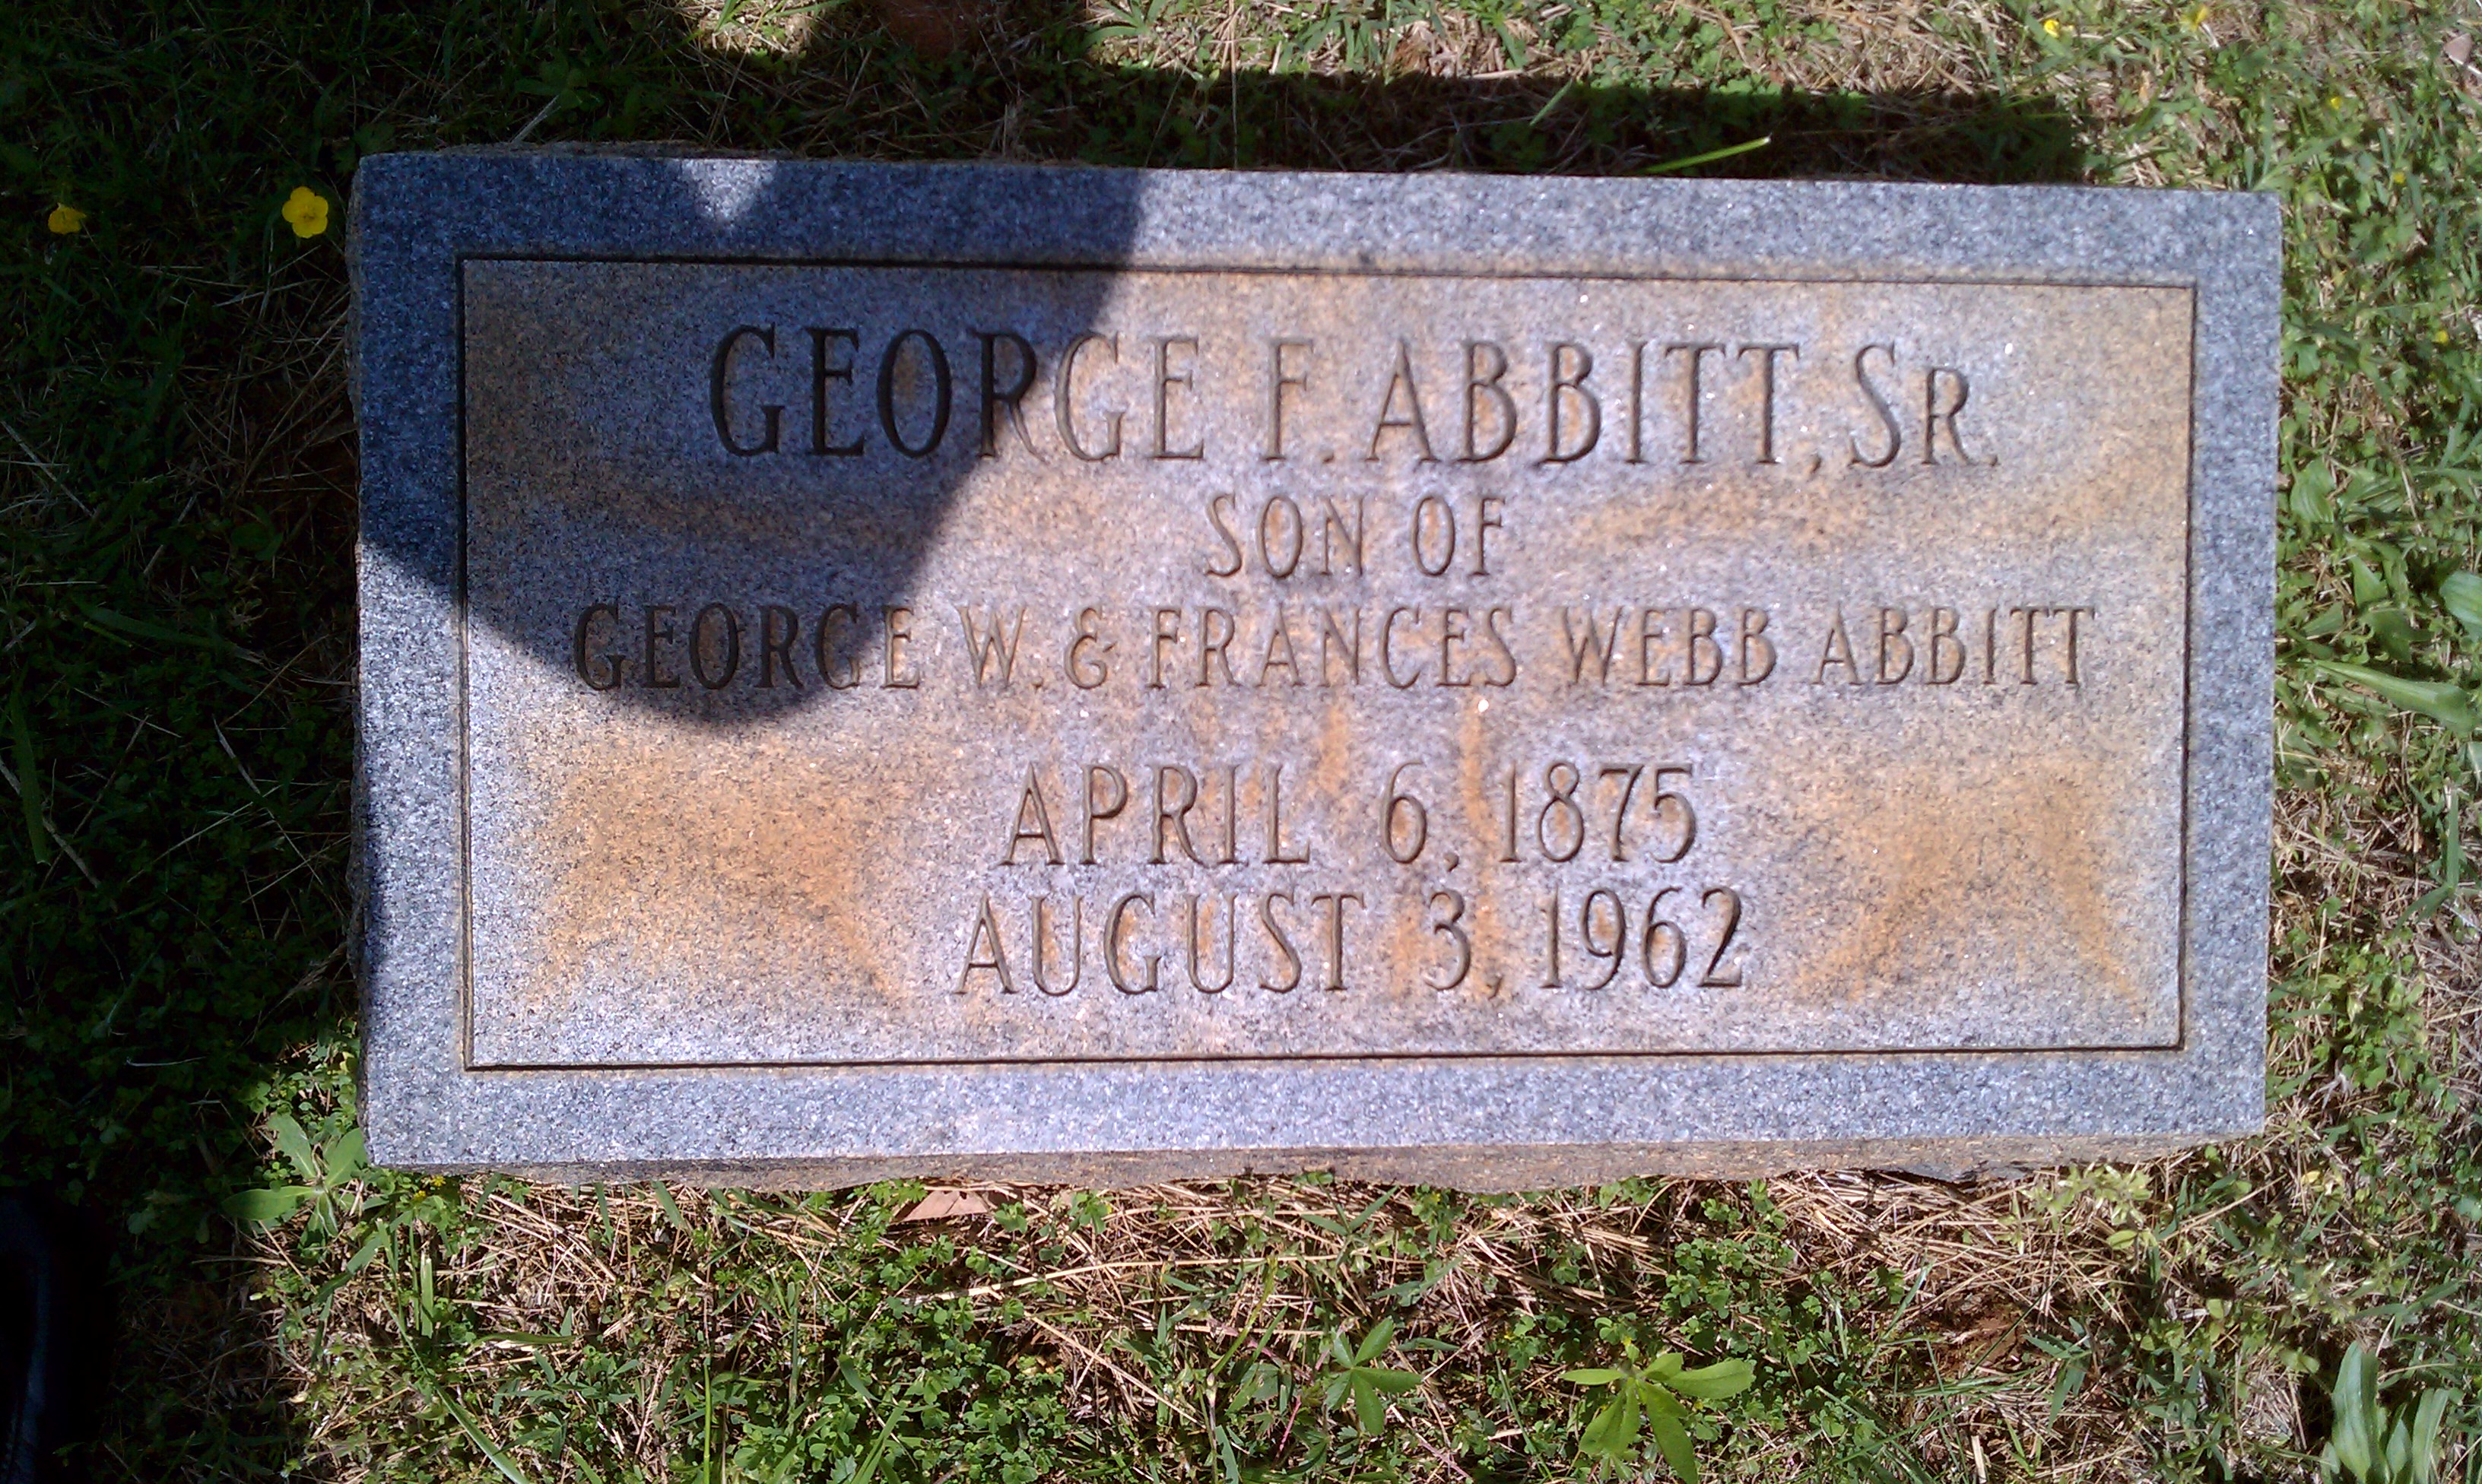 GEORGE F. ABBITT, SR.
SON OF
GEORGE W. & FRANCES WEBB ABBITT
APRIL 6, 1875
AUGUST 3, 1962